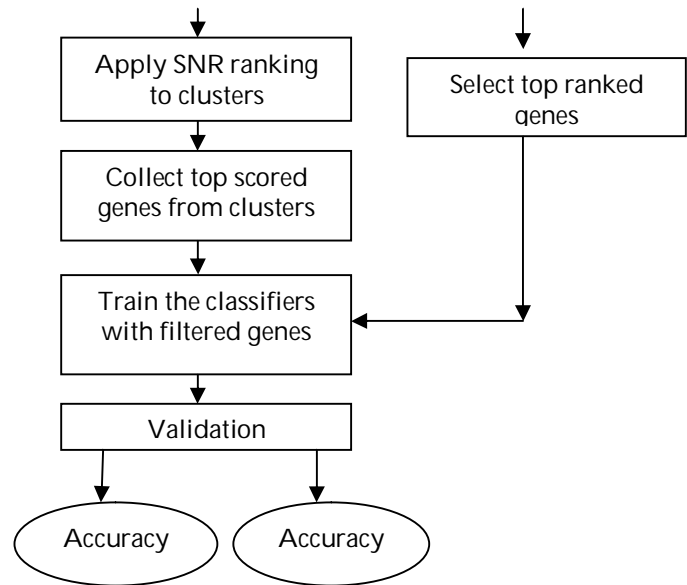 Apply SNR ranking
to clusters
Select top ranked
genes
Collect top scored
genes from clusters
Train the classifiers
with filtered genes
Validation
Accuracy
Accuracy